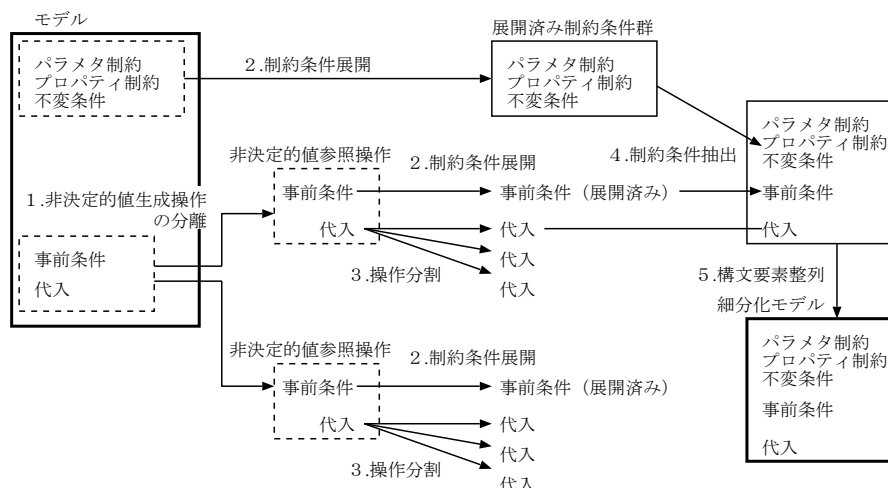 モデル
パラメタ制約
プロパティ制約
不変条件
2.制約条件展開
展開済み制約条件群
パラメタ制約
プロパティ制約
不変条件
4.制約条件抽出
パラメタ制約
プロパティ制約
不変条件
事前条件
代入
1.非決定的値生成操作
の分離
事前条件
代入
非決定的値参照操作
事前条件
代入
2.制約条件展開
事前条件（展開済み）
代入
代入
代入
3.操作分割
5.構文要素整列
細分化モデル
パラメタ制約
プロパティ制約
不変条件
事前条件
代入
非決定的値参照操作
事前条件
代入
2.制約条件展開
事前条件（展開済み）
代入
代入
代入
3.操作分割